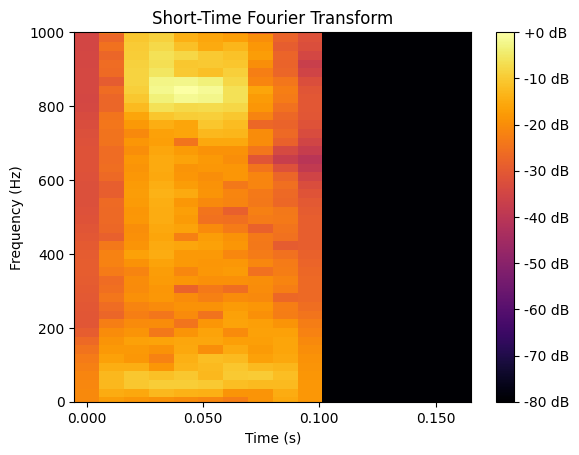 Short-Time Fourier Transform
Frequency (Hz)
1000
800
600
400
200
0
0.000
0.050
0.100
0.150
Time (s)
+0 dB
-10 dB
-20 dB
-30 dB
-40 dB
-50 dB
-60 dB
-70 dB
-80 dB